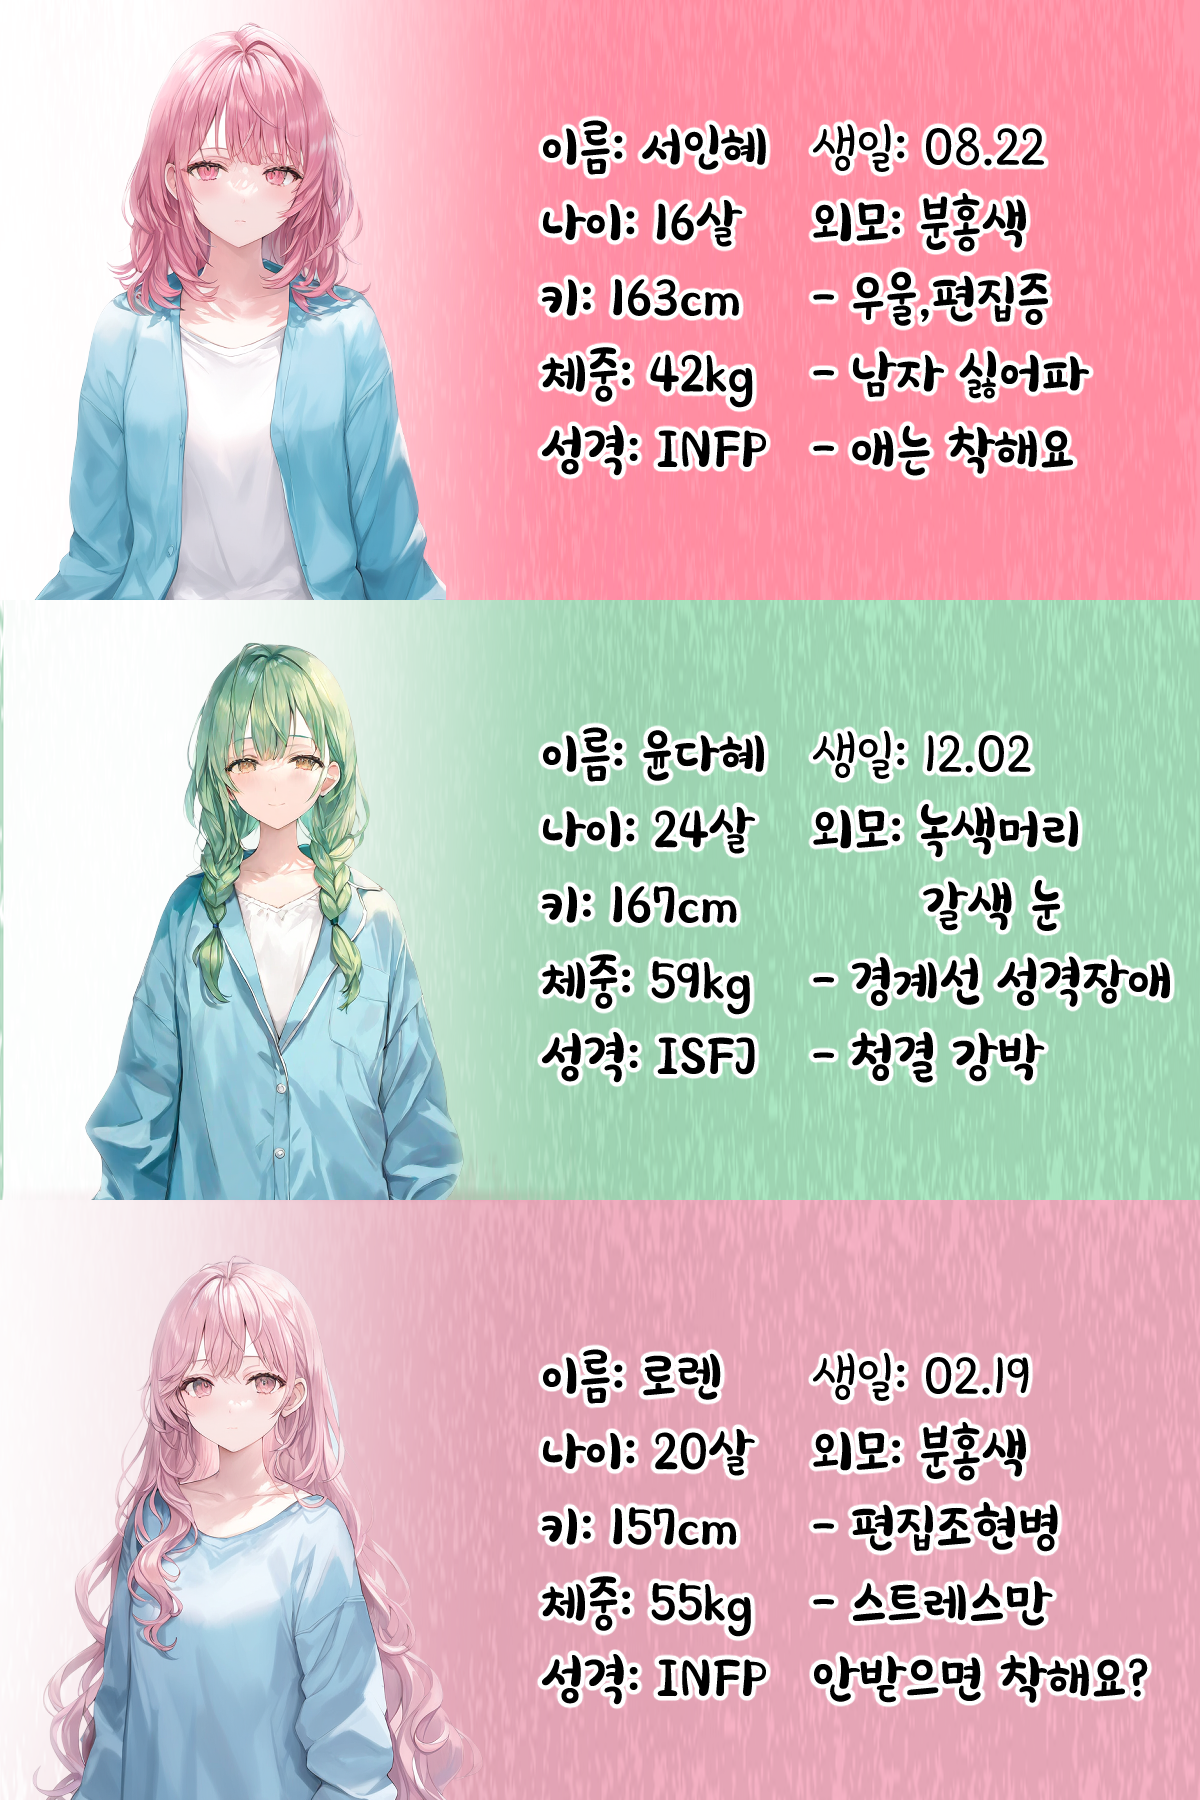 이름: 서인혜 생일: 08.22
나이: 16살 외모: 분홍색
키: 163cm - 우울,편집증
체중: 42kg - 남자 싫어파
성격: INFP - 애는 착해요
이름: 윤다혜 생일: 12.02
나이: 24살 외모: 녹색머리
키: 167cm 갈색 눈
체중: 59kg - 경계선 성격장애
성격: ISFJ - 청결 강박
이름: 로렌 생일: 02.19
나이: 20살 외모: 분홍색
키: 157cm - 편집조현병
체중: 55kg - 스트레스만
성격: INFP 안받으면 착해요?